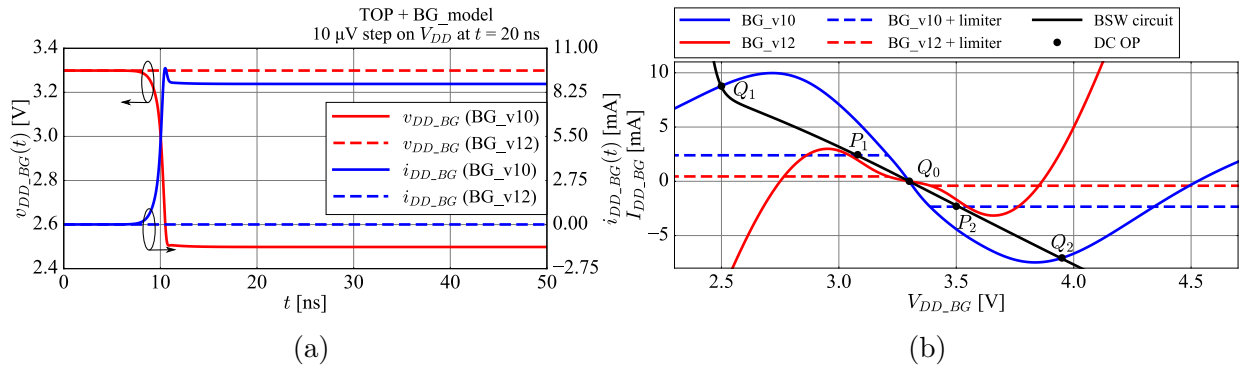 TOP + BG_model
10 μV step on V_DD at t = 20 ns
3.4
3.2
3.0
2.8
2.6
2.4
v_DD_BG(t) [V]
11.00
8.25
5.50
2.75
0.00
−2.75
i_DD_BG(t) [mA]
v_DD_BG (BG_v10)
v_DD_BG (BG_v12)
i_DD_BG (BG_v10)
i_DD_BG (BG_v12)
0 10 20 30 40 50
t [ns]
(a)
BG_v10
BG_v12
BG_v10 + limiter
BG_v12 + limiter
BSW circuit
DC OP
10
5
0
−5
I_DD_BG [mA]
Q_1
P_1
Q_0
P_2
Q_2
2.5 3.0 3.5 4.0 4.5
V_DD_BG [V]
(b)